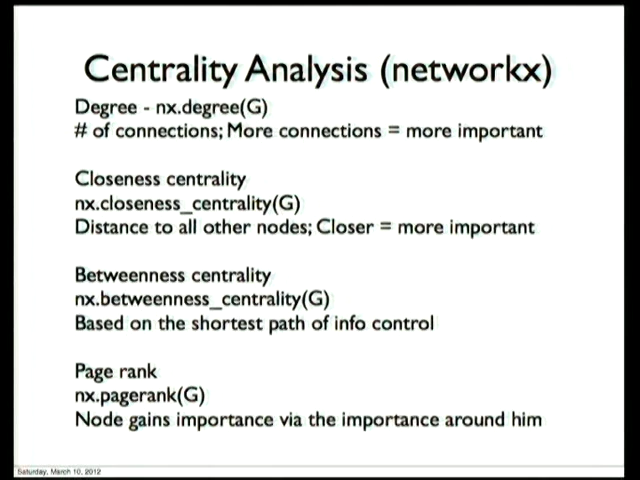 Centrality Analysis (networkx)
Degree - nx.degree(G)
# of connections; More connections = more important
Closeness centrality
nx.closeness_centrality(G)
Distance to all other nodes; Closer = more important
Betweenness centrality
nx.betweenness_centrality(G)
Based on the shortest path of info control
Page rank
nx.pagerank(G)
Node gains importance via the importance around him
Saturday, March 10, 2012